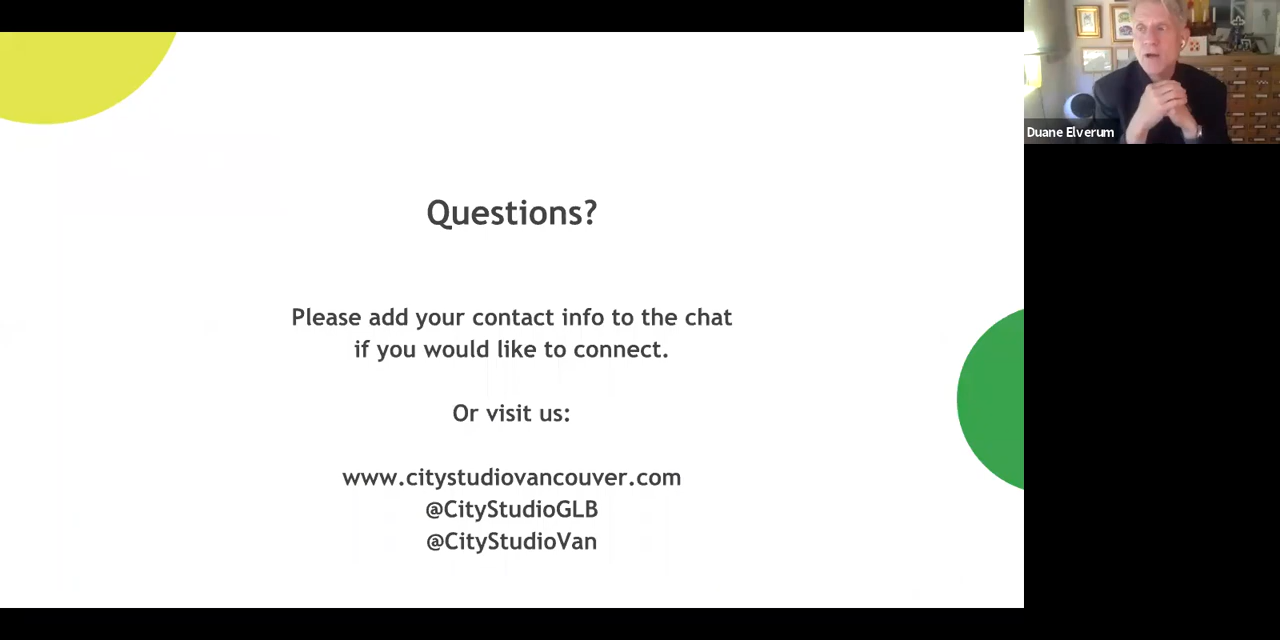 Questions?
Please add your contact info to the chat
if you would like to connect.
Or visit us:
www.citystudiovancouver.com
@CityStudioGLB
@CityStudioVan
Duane Elverum